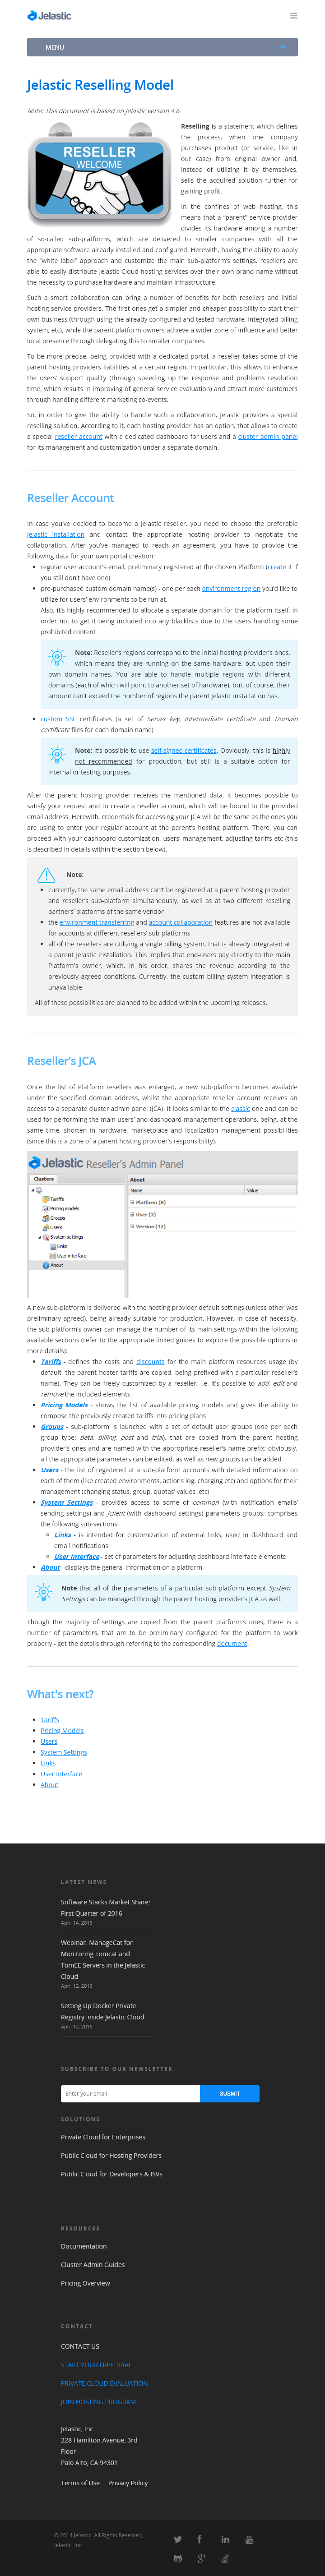 Jelastic
MENU
Jelastic Reselling Model
Note: This document is based on Jelastic version 4.6
RESELLER
WELCOME
Reselling is a statement which defines
the process, when one company
purchases product (or service, like in
our case) from original owner and,
instead of utilizing it by themselves,
sells the acquired solution further for
gaining profit.
In the confines of web hosting, this
means that a "parent" service provider
divides its hardware among a number
of so-called sub-platforms, which are delivered to smaller companies with all the
appropriate software already installed and configured. Herewith, having the ability to apply
the "white label" approach and customize the main sub-platform's settings, resellers are
able to easily distribute Jelastic Cloud hosting services over their own brand name without
the necessity to purchase hardware and maintain infrastructure.
Such a smart collaboration can bring a number of benefits for both resellers and initial
hosting service providers. The first ones get a simpler and cheaper possibility to start their
own business (through using the already configured and tested hardware, integrated billing
system, etc), while the parent platform owners achieve a wider zone of influence and better
local presence through delegating this to smaller companies.
To be more precise, being provided with a dedicated portal, a reseller takes some of the
parent hosting providers liabilities at a certain region. In particular, this allows to enhance
the users' quality support (through speeding up the response and problems resolution
time, which results in improving of general service evaluation) and attract more customers
through handling different marketing events.
So, in order to give the ability to handle such a collaboration, Jelastic provides a special
reselling solution. According to it, each hosting provider has an option, that allows to create
a special reseller account with a dedicated dashboard for users and a cluster admin panel
for its management and customization over a separate domain.
Reseller Account
In case you've decided to become a Jelastic reseller, you need to choose the preferable
Jelastic installation and contact the appropriate hosting provider to negotiate the
collaboration. After you've managed to reach an agreement, you have to provide the
following data for your own panel creation:
• regular user account's email, preliminary registered at the chosen Platform (create it if
you still don't have one)
• pre-purchased custom domain name(s) - one per each environment region you'd like to
utilize for users' environments to be run at.
Also, it's highly recommended to allocate a separate domain for the platform itself, in
order not to get it being included into any blacklists due to the users handling some
prohibited content
Note: Reseller's regions correspond to the initial hosting provider's ones,
which means they are running on the same hardware, but upon their
own domain names. You are able to handle multiple regions with different
domains (each of which will point to another set of hardware) but, of course, their
amount can't exceed the number of regions the parent Jelastic installation has.
• custom SSL certificates (a set of Server key, Intermediate certificate and Domain
certificate files for each domain name)
Note: It's possible to use self-signed certificates. Obviously, this is highly
not recommended for production, but still is a suitable option for
internal or testing purposes.
After the parent hosting provider receives the mentioned data, it becomes possible to
satisfy your request and to create a reseller account, which will be bound to the provided
email address. Herewith, credentials for accessing your JCA will be the same as the ones you
are using to enter your regular account at the parent's hosting platform. There, you can
proceed with your dashboard customization, users' management, adjusting tariffs etc (this
is described in details within the section below).
Note:
• currently, the same email address can't be registered at a parent hosting provider
and reseller's sub-platform simultaneously, as well as at two different reseling
partners' platforms of the same vendor
• the environment transferring and account collaboration features are not available
for accounts at different resellers' sub-platforms
• all of the resellers are utilizing a single billing system, that is already integrated at
a parent Jelastic installation. This implies that end-users pay directly to the main
Platform's owner, which, in his order, shares the revenue according to the
previously agreed conditions. Currently, the custom billing system integration is
unavailable.
All of these possibilities are planned to be added within the upcoming releases.
Reseller's JCA
Once the list of Platform resellers was enlarged, a new sub-platform becomes available
under the specified domain address, whilst the appropriate reseller account receives an
access to a separate cluster admin panel (JCA). It looks similar to the classic one and can be
used for performing the main users' and dashboard management operations, being, at the
same time, shorten in hardware, marketplace and localization management possibilities
(since this is a zone of a parent hosting provider's responsibility).
Jelastic Reseller's Admin Panel
Clusters
Tariffs
Pricing models
Groups
Users
System settings
Links
User interface
About
About
Name
Value
Platform (8)
User (3)
Version (12)
A new sub-platform is delivered with the hosting provider default settings (unless other was
preliminary agreed), being already suitable for production. However, in case of necessity,
the sub-platform's owner can manage the number of its main settings within the following
available sections (refer to the appropriate linked guides to explore the possible options in
more details):
• Tariffs - defines the costs and discounts for the main platform resources usage (by
default, the parent hoster tariffs are copied, being prefixed with a particular reseller's
name). They can be freely customized by a reseller, i.e. it's possible to add, edit and
remove the included elements.
• Pricing Models - shows the list of available pricing models and gives the ability to
compose the previously created tariffs into pricing plans
• Groups - sub-platform is launched with a set of default user groups (one per each
group type: beta, billing, post and trial), that are copied from the parent hosting
provider's ones and are named with the appropriate reseller's name prefix; obviously,
all the appropriate parameters can be edited, as well as new groups can be added
• Users - the list of registered at a sub-platform accounts with detailed information on
each of them (like created environments, actions log, charging etc) and options for their
management (changing status, group, quotas' values, etc)
• System Settings - provides access to some of common (with notifications emails
sending settings) and jclient (with dashboard settings) parameters groups; comprises
the following sub-sections:
Links - is intended for customization of external links, used in dashboard and
email notifications
User Interface - set of parameters for adjusting dashboard appearance elements
• About - displays the general information on a platform
Note that all of the parameters of a particular sub-platform except System
Settings can be managed through the parent hosting provider's JCA as well.
Though the majority of settings are copied from the parent platform's ones, there is a
number of parameters, that are to be preliminary configured for the platform to work
properly - get the details through referring to the corresponding document.
What's next?
• Tariffs
• Pricing Models
• Users
• System Settings
• Links
• User Interface
• About
LATEST NEWS
Software Stacks Market Share:
First Quarter of 2016
April 14, 2016
Webinar: ManageCat for
Monitoring Tomcat and
TomEE Servers in the Jelastic
Cloud
April 12, 2016
Setting Up Docker Private
Registry inside Jelastic Cloud
April 12, 2016
SUBSCRIBE TO OUR NEWSLETTER
Enter your email
SUBMIT
SOLUTIONS
Private Cloud for Enterprises
Public Cloud for Hosting Providers
Public Cloud for Developers & ISVs
RESOURCES
Documentation
Cluster Admin Guides
Pricing Overview
CONTACT
CONTACT US
START YOUR FREE TRIAL
PRIVATE CLOUD EVALUATION
JOIN HOSTING PROGRAM
Jelastic, Inc.
228 Hamilton Avenue, 3rd
Floor
Palo Alto, CA 94301
Terms of Use Privacy Policy
© 2014 Jelastic. All Rights Reserved,
Jelastic, Inc.